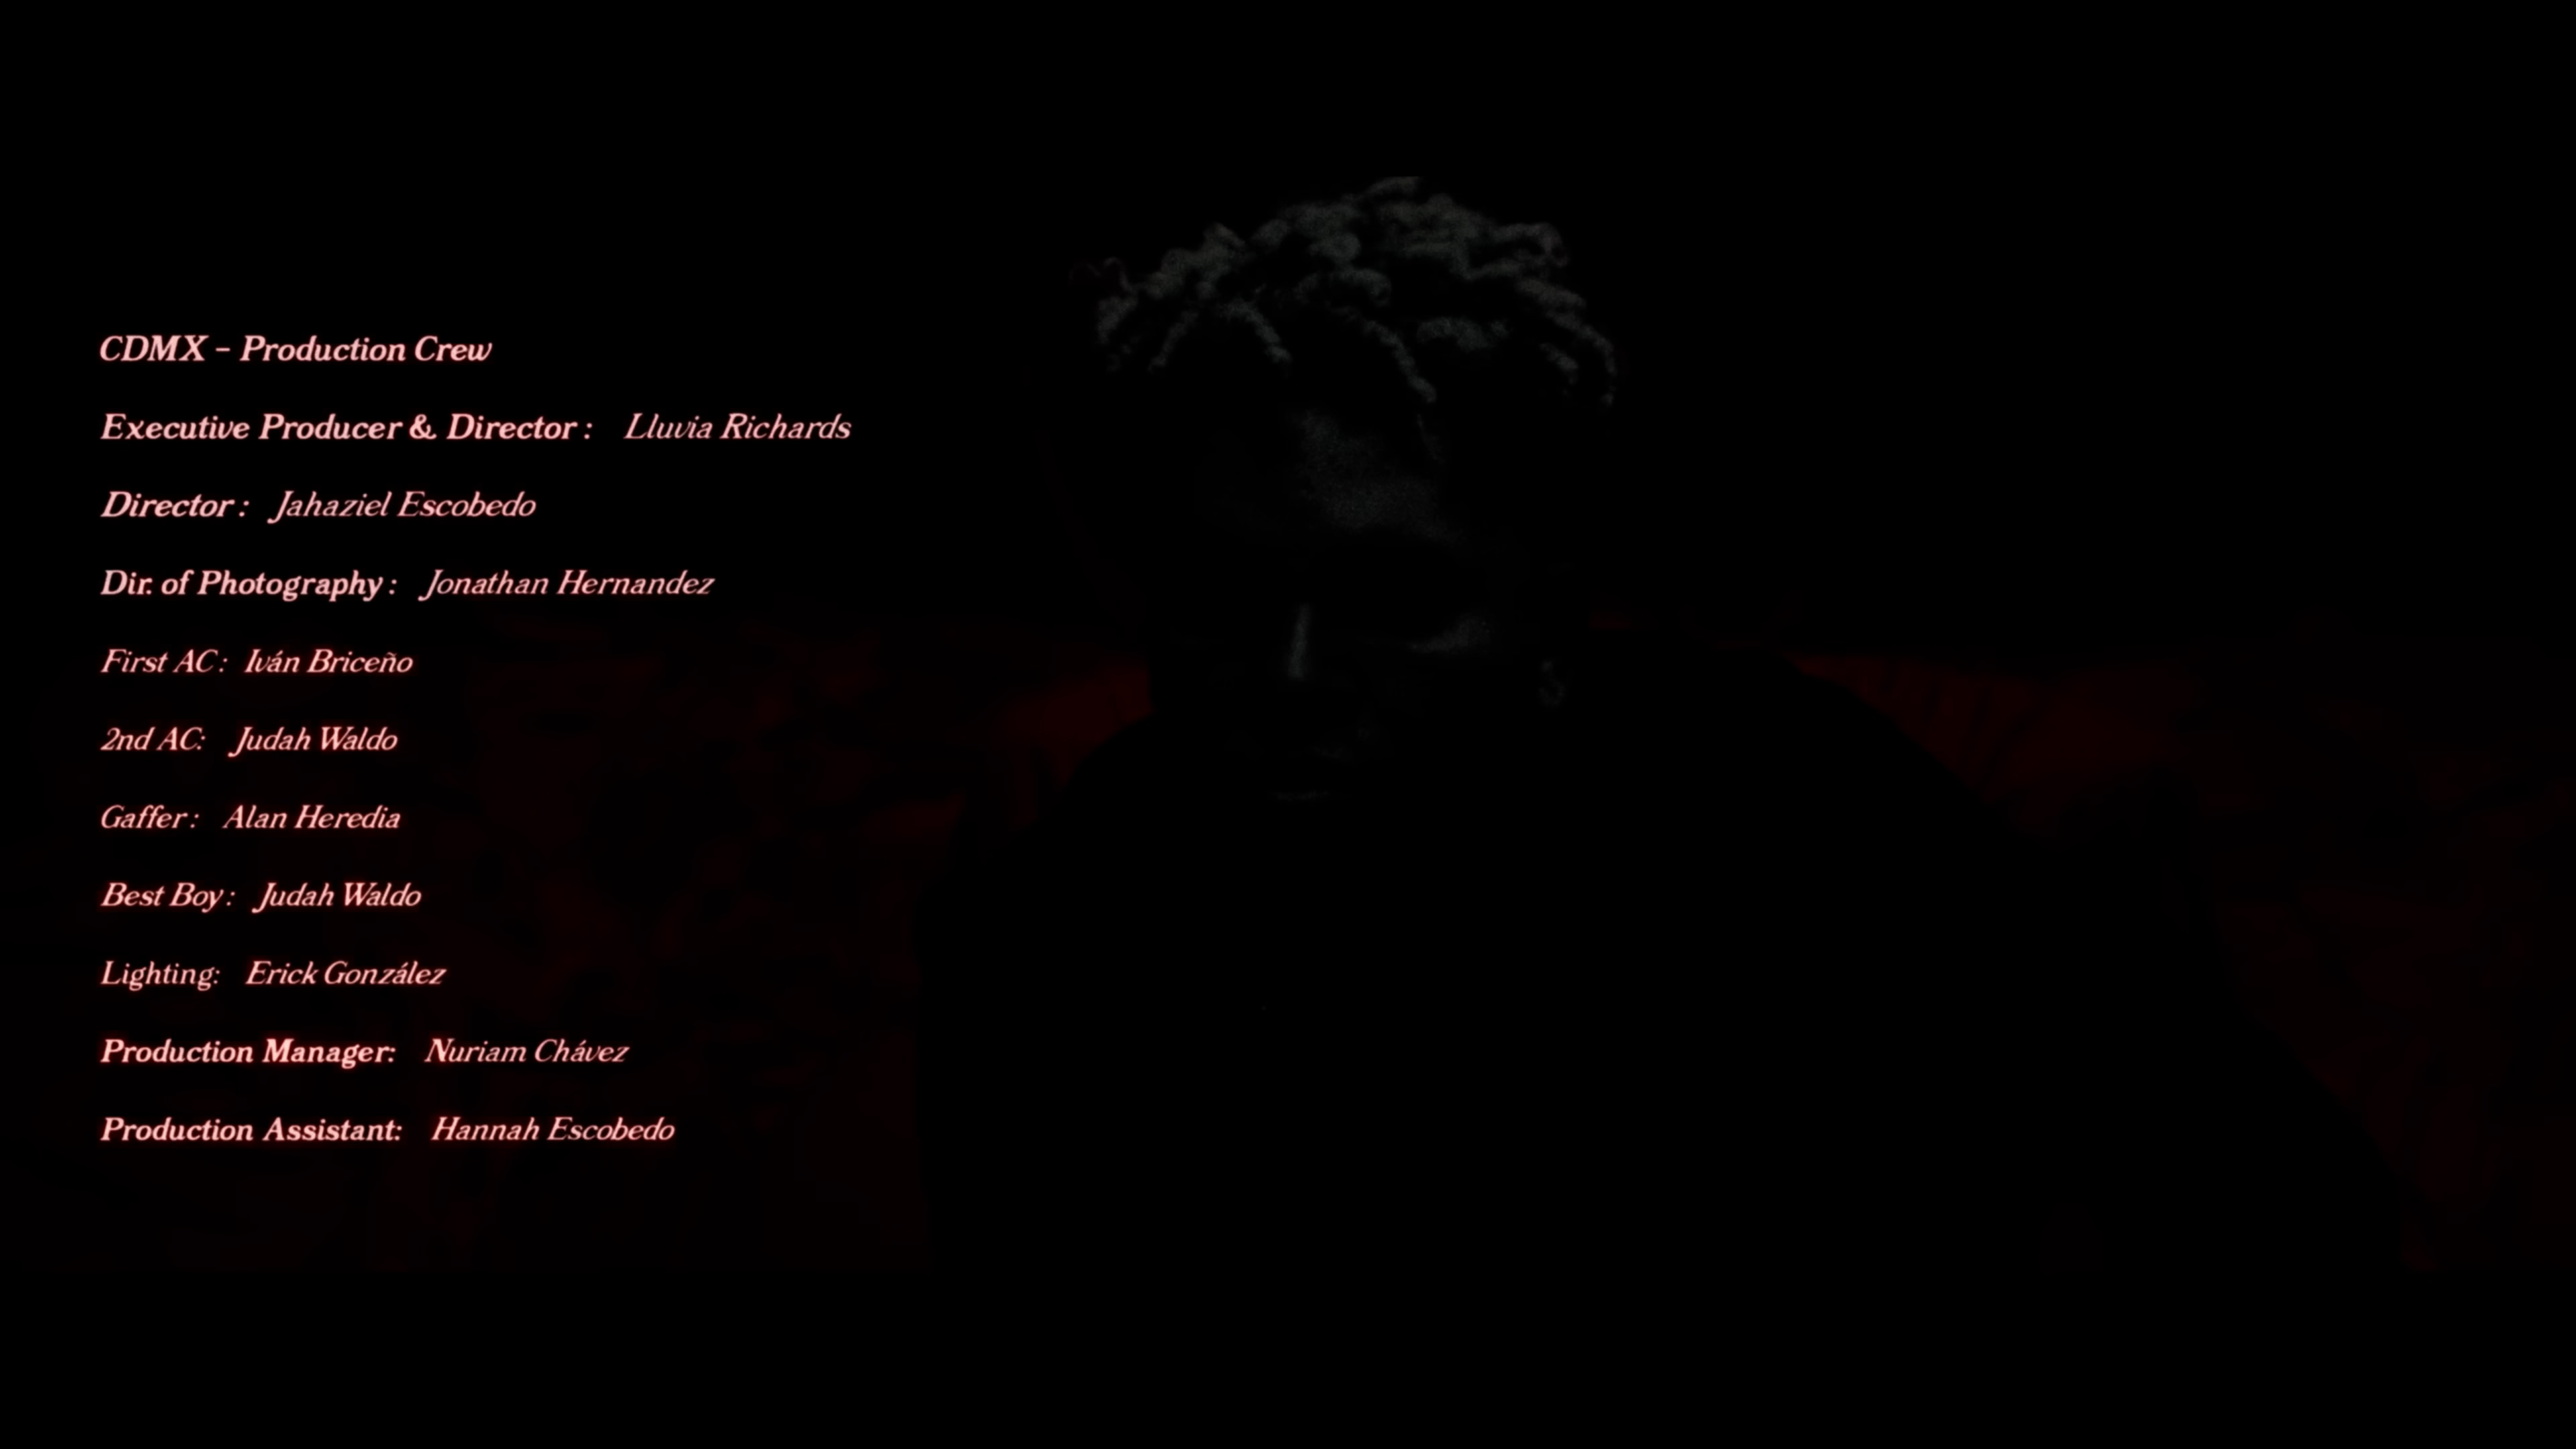 CDMX - Production Crew
Executive Producer & Director : Lluvia Richards
Director : Jahaziel Escobedo
Dir. of Photography : Jonathan Hernandez
First AC : Iván Briceño
2nd AC: Judah Waldo
Gaffer : Alan Heredia
Best Boy : Judah Waldo
Lighting: Erick González
Production Manager: Nuriam Chávez
Production Assistant: Hannah Escobedo